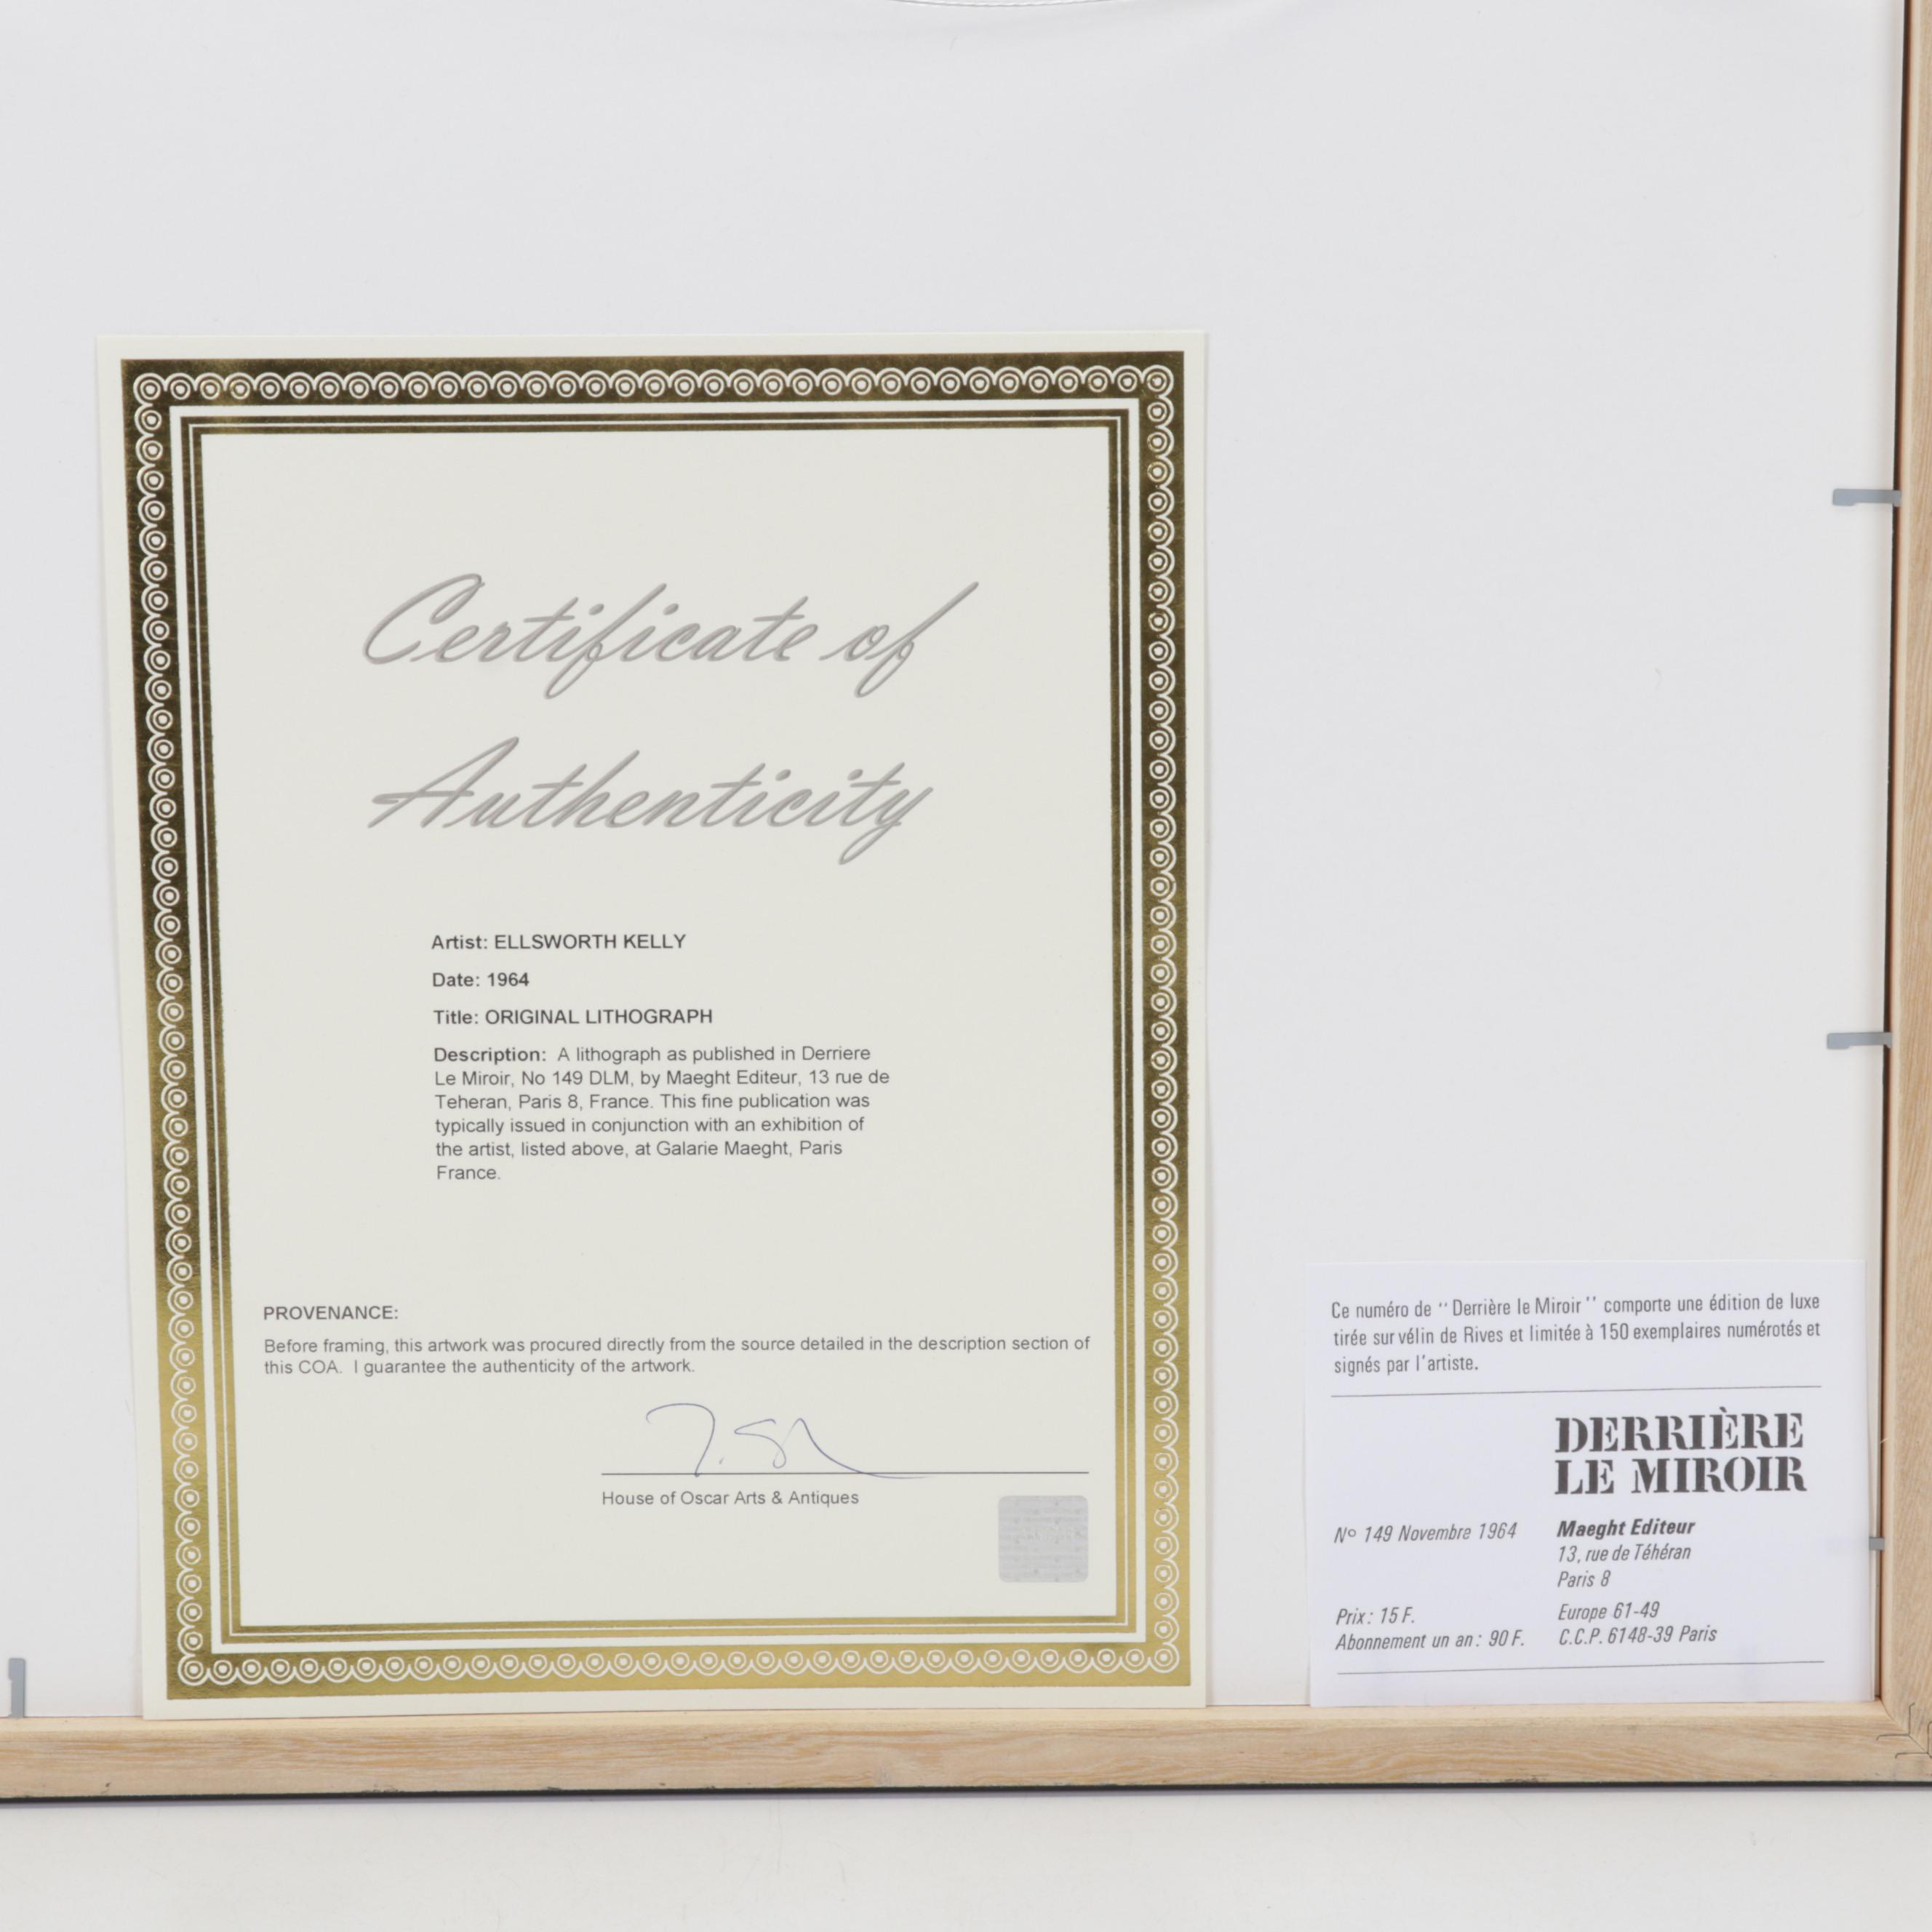 Certificate of
Authenticity
Artist: ELLSWORTH KELLY
Date: 1964
Title: ORIGINAL LITHOGRAPH
Description: A lithograph as published in Derriere
Le Miroir, No 149 DLM, by Maeght Editeur, 13 rue de
Teheran, Paris 8, France. This fine publication was
typically issued in conjunction with an exhibition of
the artist, listed above, at Galarie Maeght, Paris
France.
PROVENANCE:
Before framing, this artwork was procured directly from the source detailed in the description section of
this COA. I guarantee the authenticity of the artwork.
House of Oscar Arts & Antiques
Ce numéro de '' Derrière le Miroir '' comporte une édition de luxe
tirée sur vélin de Rives et limitée à 150 exemplaires numérotés et
signés par l'artiste.
DERRIÈRE
LE MIROIR
Nº 149 Novembre 1964
Maeght Editeur
13, rue de Téhéran
Paris 8
Prix : 15 F.
Abonnement un an : 90 F.
Europe 61-49
C.C.P. 6148-39 Paris